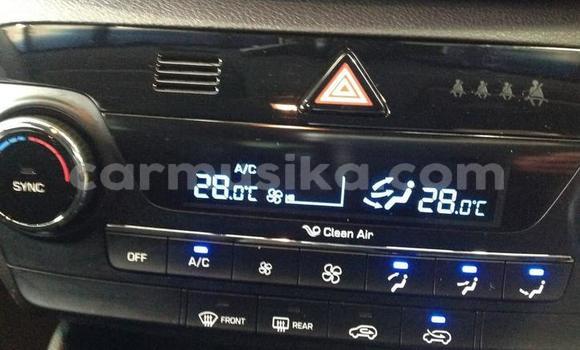 A/C
28.0°C 28.0°C
carmusika.com
Clean Air
SYNC
OFF A/C
FRONT REAR